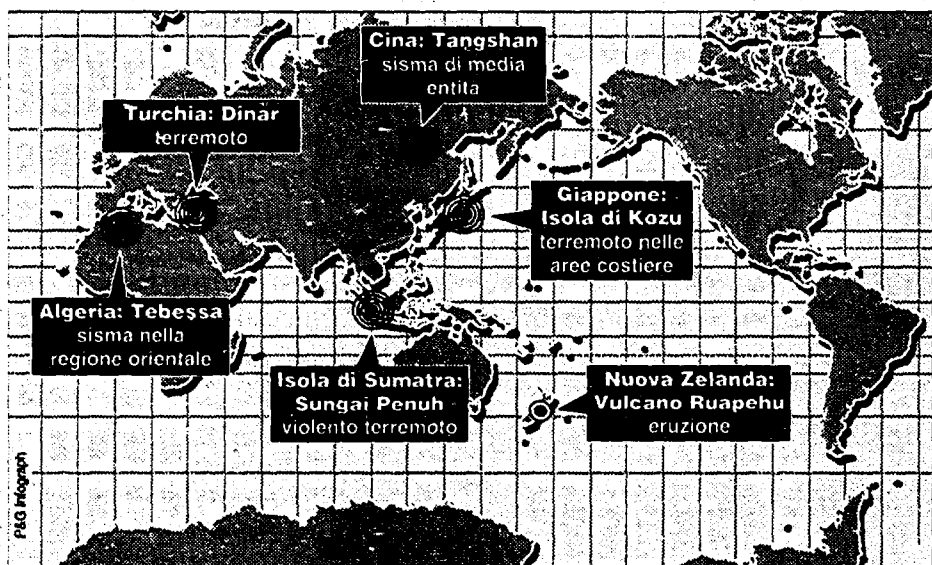 Cina: Tangshan
sisma di media
entita
Turchia: Dinar
terremoto
Giappone:
Isola di Kozu
terremoto nelle
aree costiere
Algeria: Tebessa
sisma nella
regione orientale
Isola di Sumatra:
Sungai Penuh
violento terremoto
Nuova Zelanda:
Vulcano Ruapehu
eruzione
P&G Infograph